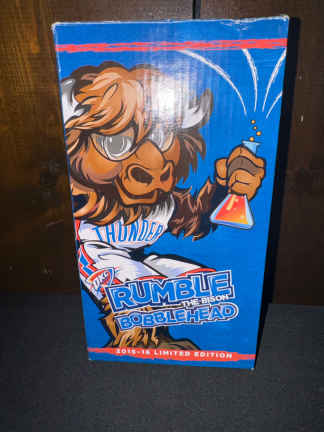 THUNDER
RUMBLE
THE BISON
BOBBLEHEAD
2015-16 LIMITED EDITION